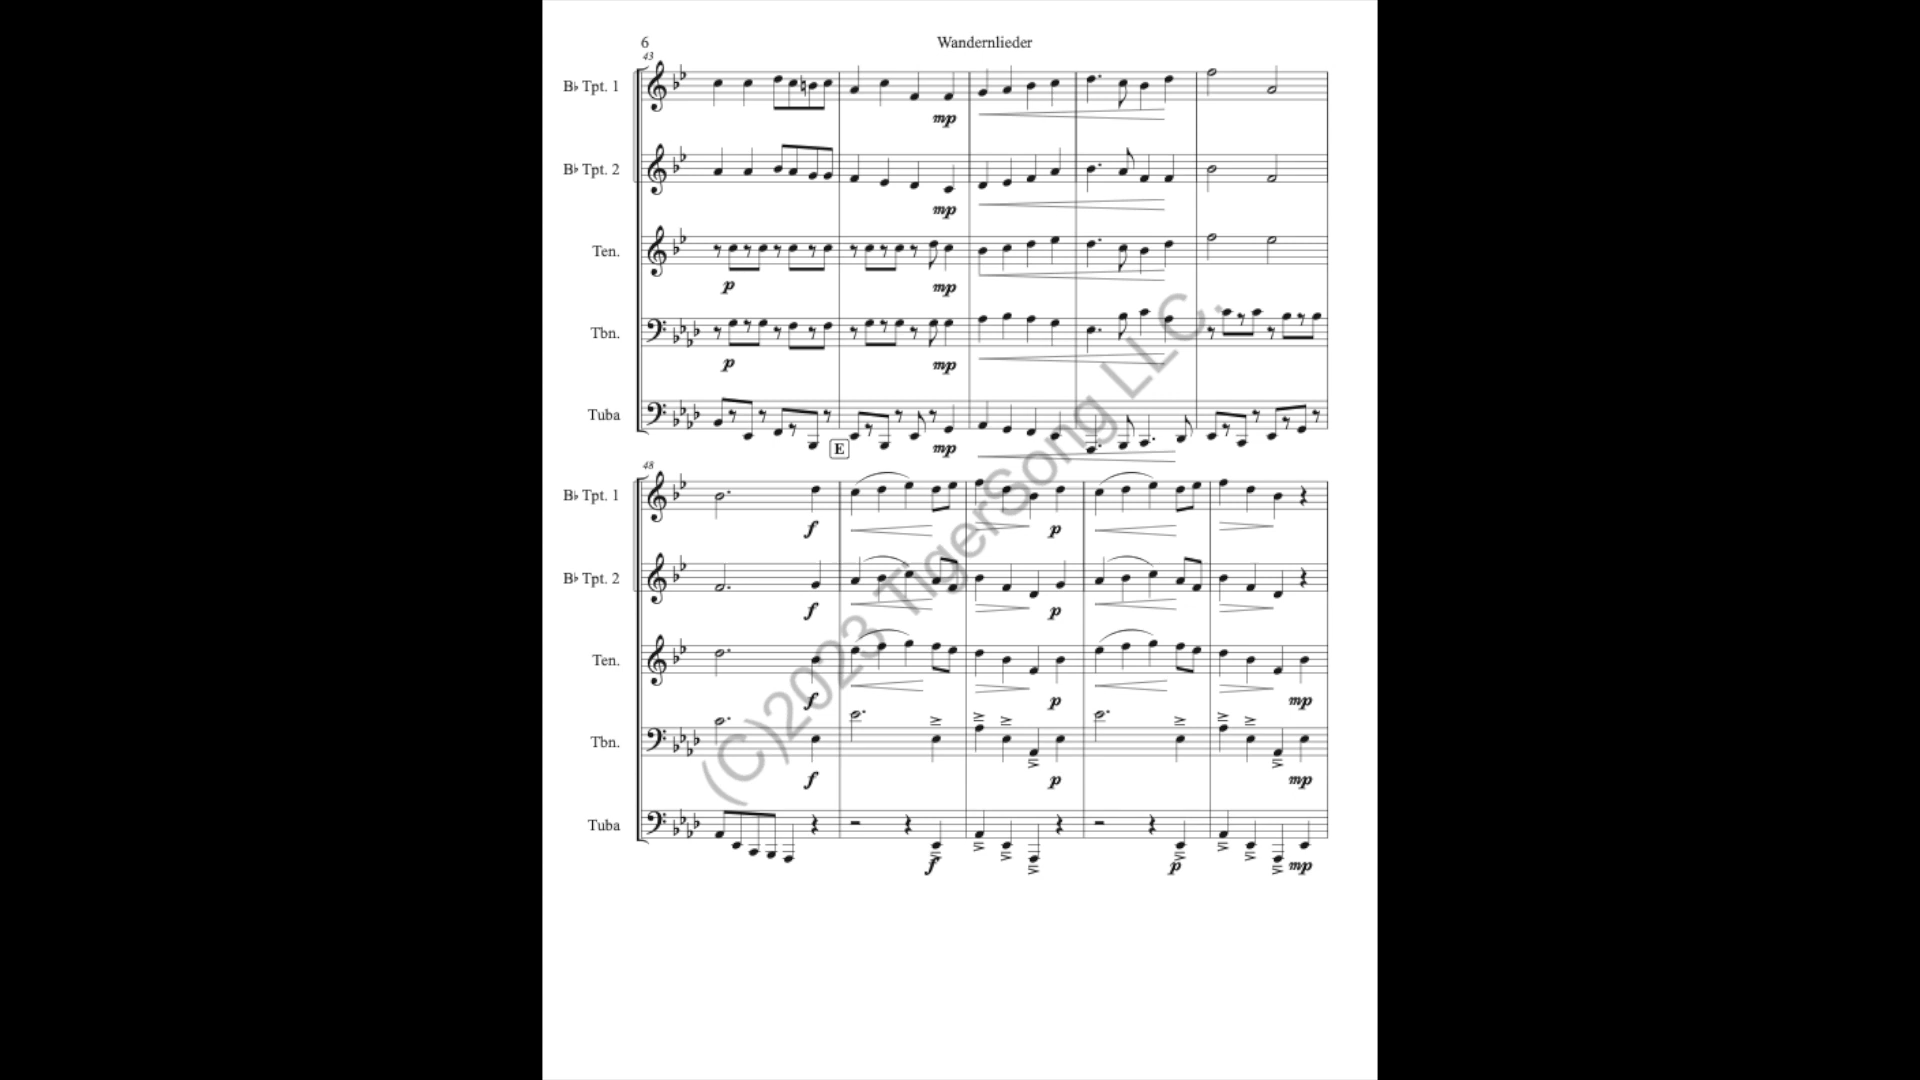 6
Wandernlieder
43
B♭ Tpt. 1
mp
B♭ Tpt. 2
mp
Ten.
p mp
Tbn.
p mp
Tuba
E
mp
48
B♭ Tpt. 1
f p
B♭ Tpt. 2
f p
Ten.
f p mp
Tbn.
f p mp
Tuba
f p mp
(C)2023 TigerSong LLC.